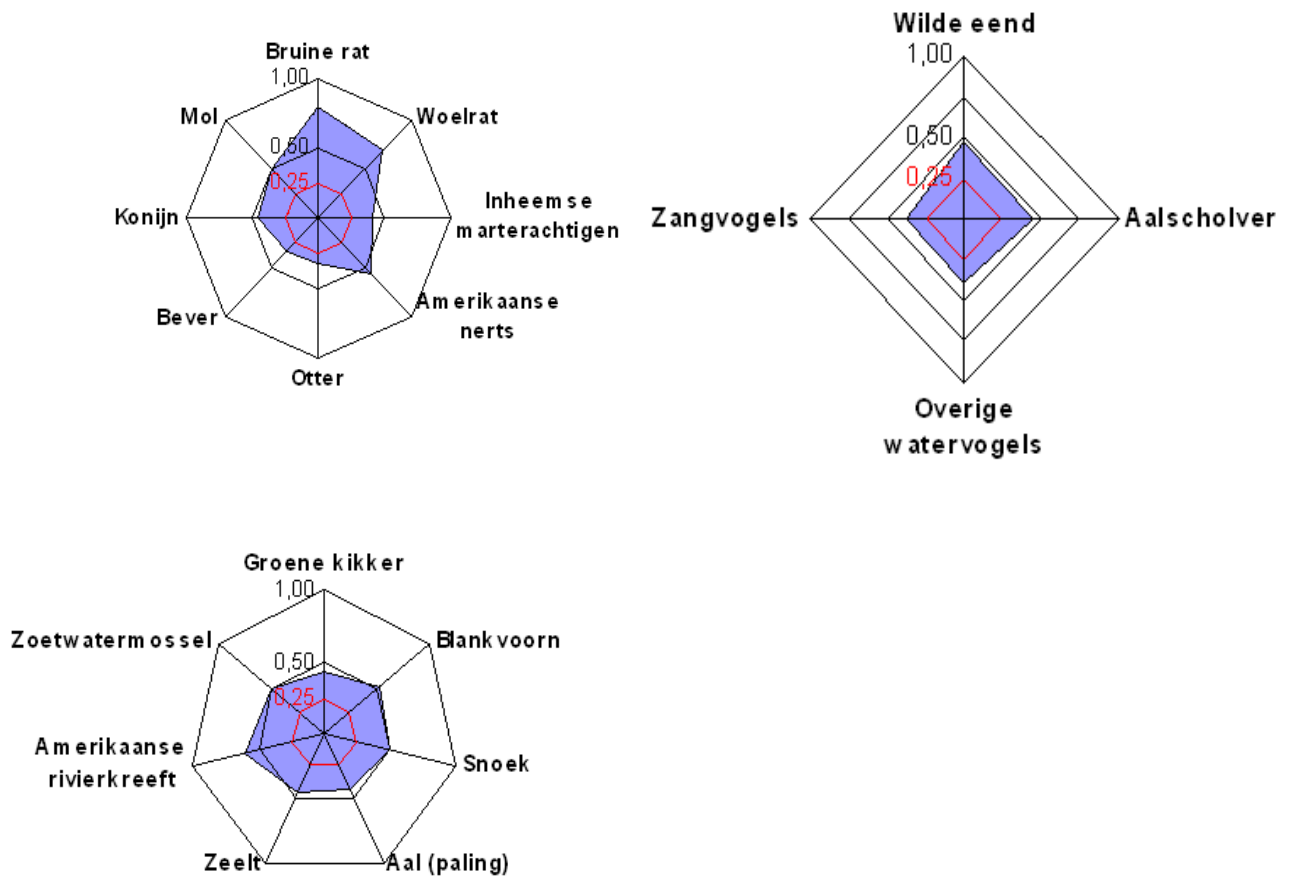 Bruine rat
1,00
Mol
Woelrat
0,50
0,25
Konijn
Inheemse
marterachtigen
Bever
Amerikaanse
nerts
Otter
Wilde eend
1,00
0,50
0,25
Zangvogels
Aalscholver
Overige
watervogels
Groene kikker
1,00
Zoetwatermossel
Blankvoorn
0,50
0,25
Amerikaanse
rivierkreeft
Snoek
Zeelt
Aal (paling)